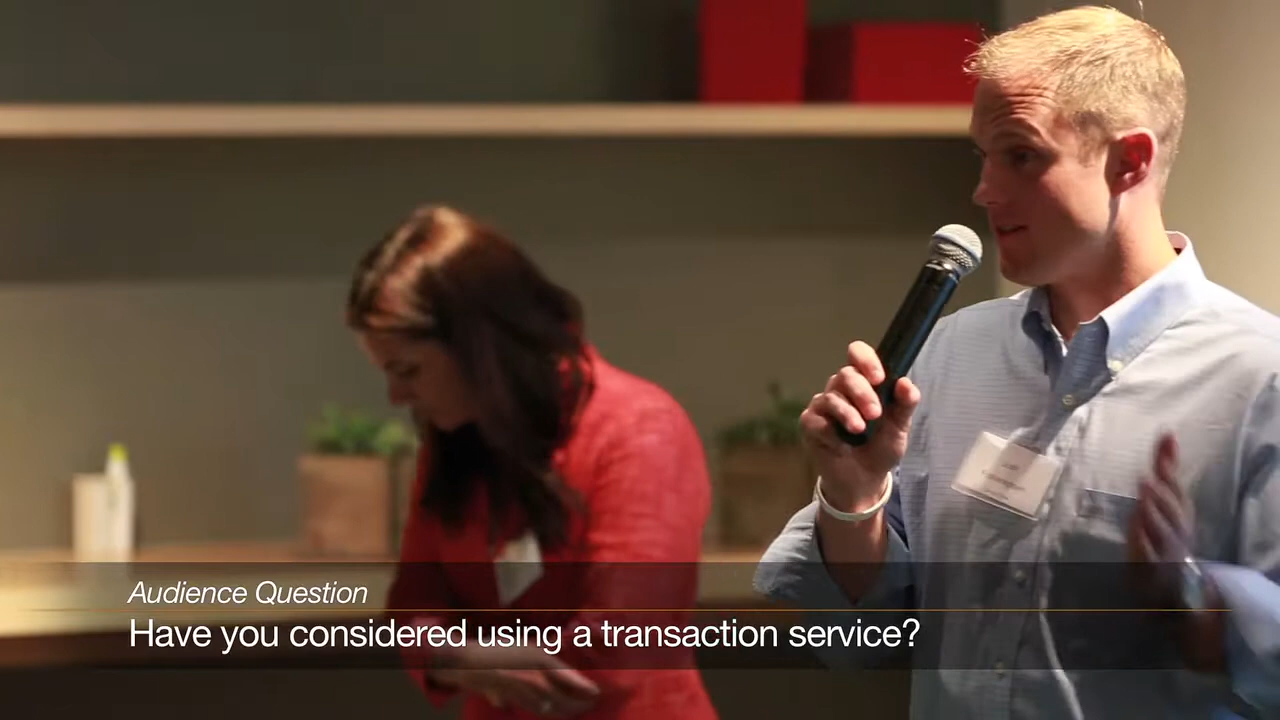 Audience Question
Have you considered using a transaction service?